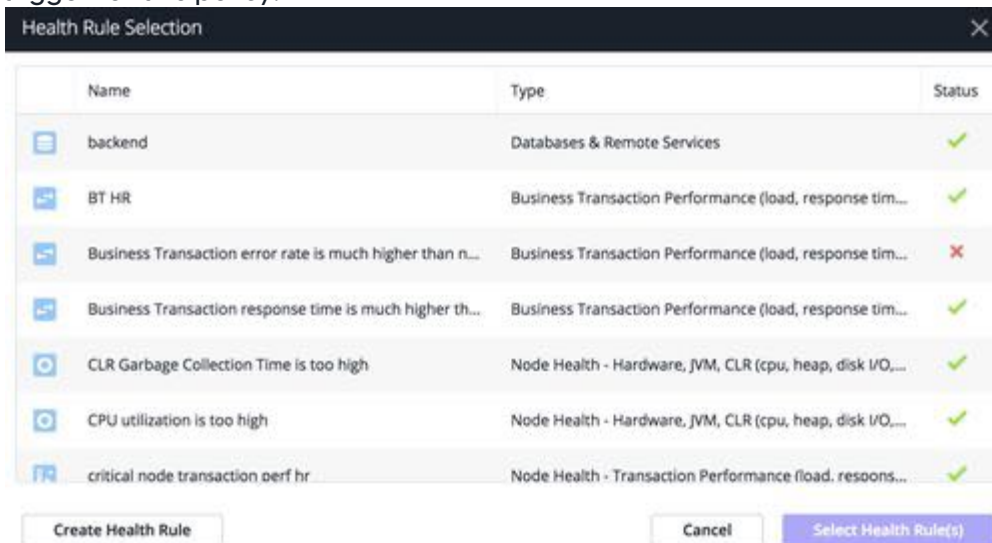 Health Rule Selection
Name Type Status
backend Databases & Remote Services
BT HR Business Transaction Performance (load, response tim...
Business Transaction error rate is much higher than n... Business Transaction Performance (load, response tim...
Business Transaction response time is much higher th... Business Transaction Performance (load, response tim...
CLR Garbage Collection Time is too high Node Health - Hardware, JVM, CLR (cpu, heap, disk I/O,...
CPU utilization is too high Node Health - Hardware, JVM, CLR (cpu, heap, disk I/O,...
critical node transaction perf hr Node Health - Transaction Performance (load, respons...
Create Health Rule Cancel Select Health Rule(s)